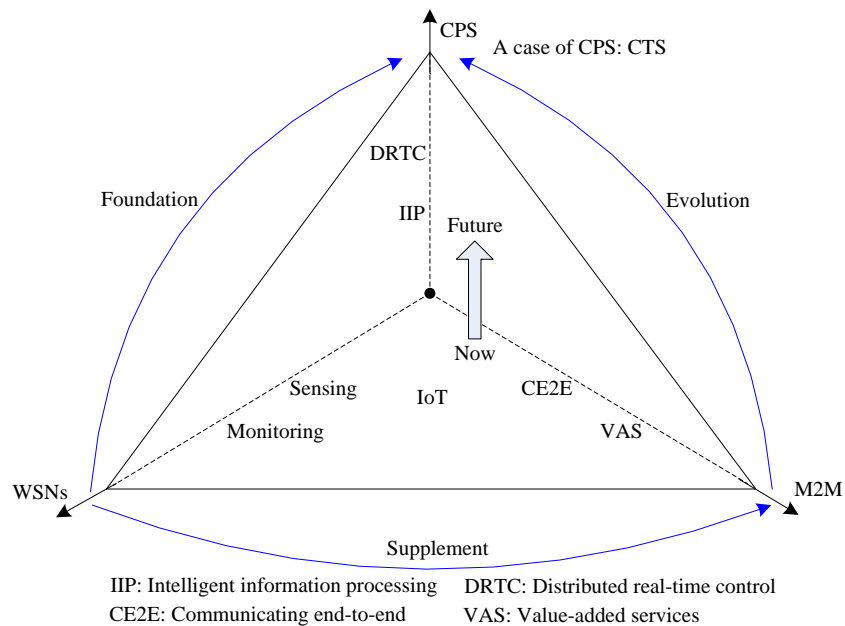 CPS
A case of CPS: CTS
DRTC
Foundation
Evolution
IIP
Future
Now
Sensing
IoT
CE2E
Monitoring
VAS
WSNs
M2M
Supplement
IIP: Intelligent information processing DRTC: Distributed real-time control
CE2E: Communicating end-to-end VAS: Value-added services